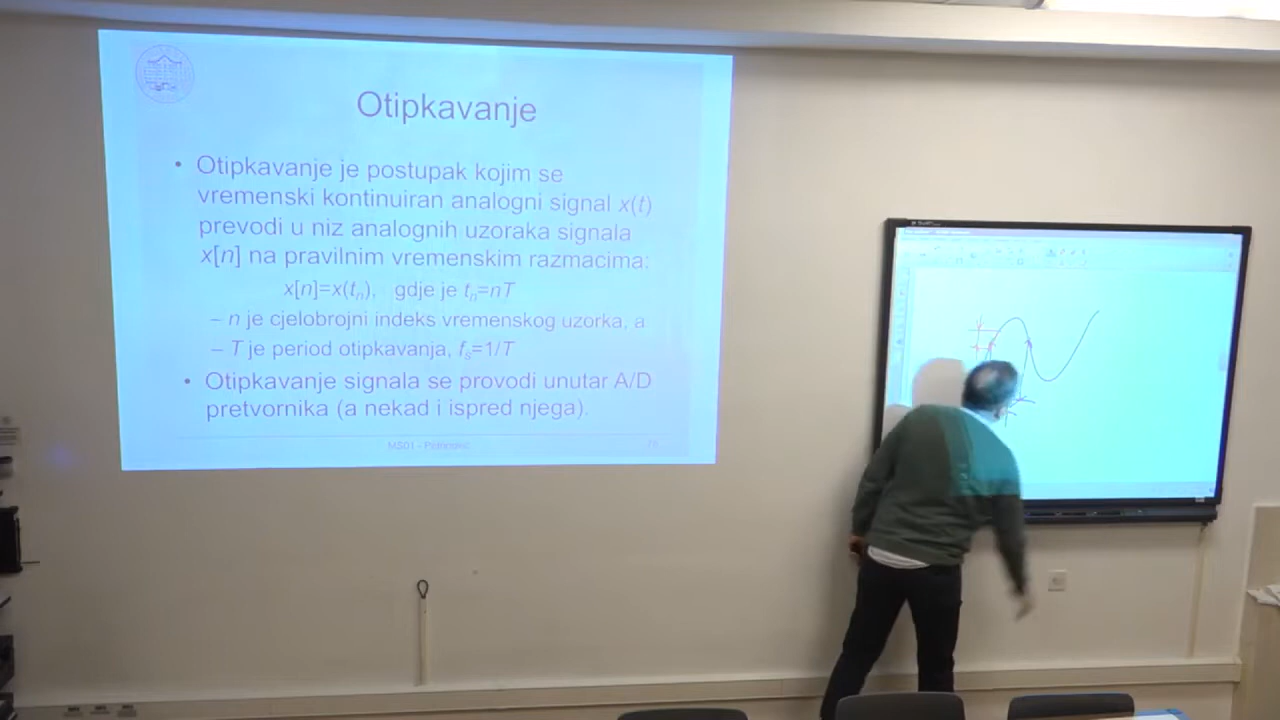 Otipkavanje
• Otipkavanje je postupak kojim se
vremenski kontinuiran analogni signal x(t)
prevodi u niz analognih uzoraka signala
x[n] na pravilnim vremenskim razmacima:
x[n]=x(tₙ), gdje je tₙ=nT
– n je cjelobrojni indeks vremenskog uzorka, a
– T je period otipkavanja, fₛ=1/T
• Otipkavanje signala se provodi unutar A/D
pretvornika (a nekad i ispred njega).